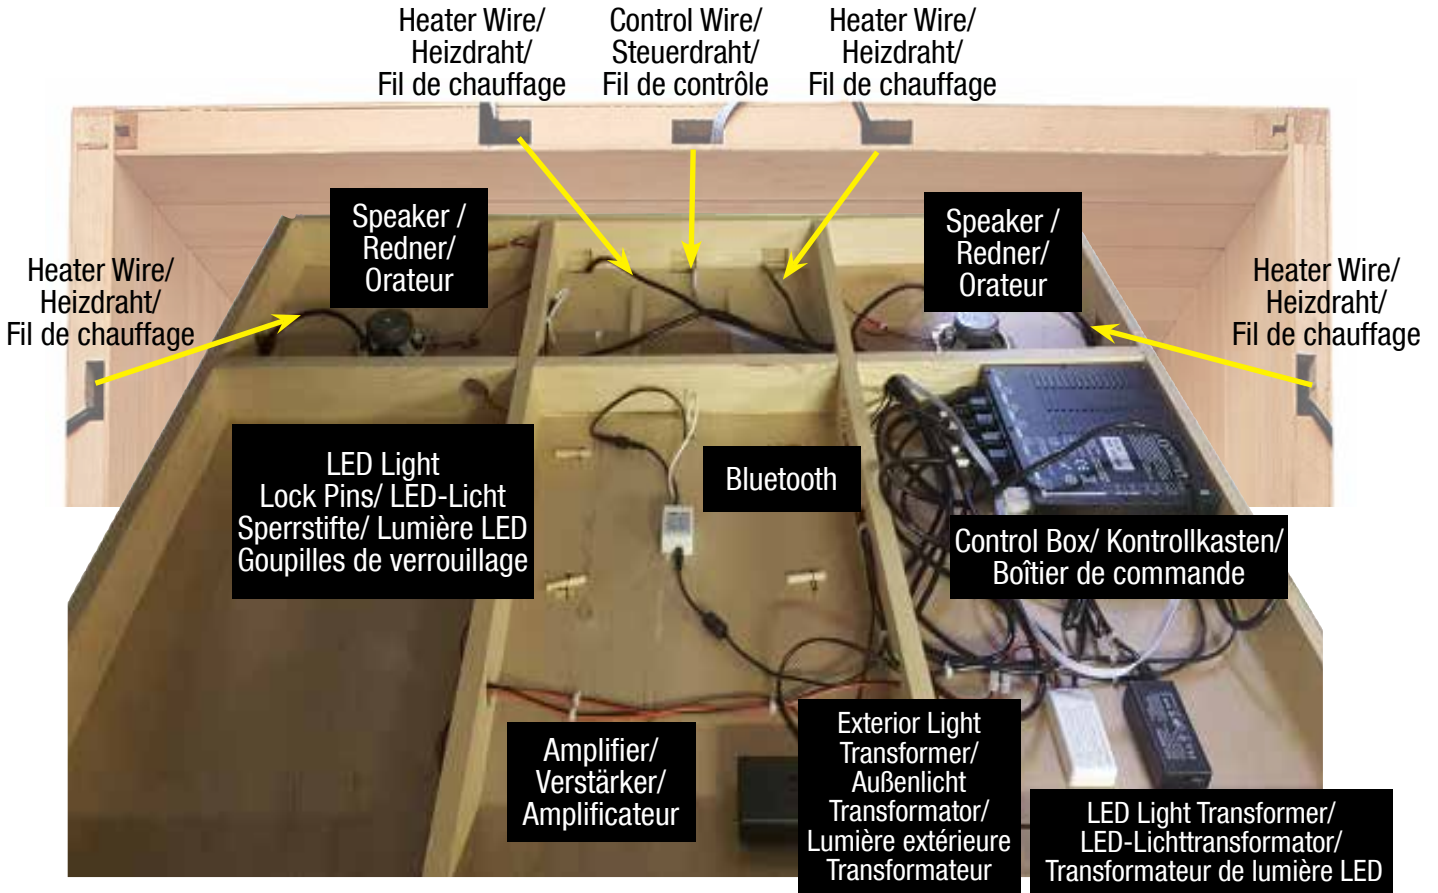 Heater Wire/
Heizdraht/
Fil de chauffage
Control Wire/
Steuerdraht/
Fil de contrôle
Heater Wire/
Heizdraht/
Fil de chauffage
Speaker /
Redner/
Orateur
Speaker /
Redner/
Orateur
Heater Wire/
Heizdraht/
Fil de chauffage
Heater Wire/
Heizdraht/
Fil de chauffage
LED Light
Lock Pins/ LED-Licht
Sperrstifte/ Lumière LED
Goupilles de verrouillage
Bluetooth
Control Box/ Kontrollkasten/
Boîtier de commande
Amplifier/
Verstärker/
Amplificateur
Exterior Light
Transformer/
Außenlicht
Transformator/
Lumière extérieure
Transformateur
LED Light Transformer/
LED-Lichttransformator/
Transformateur de lumière LED